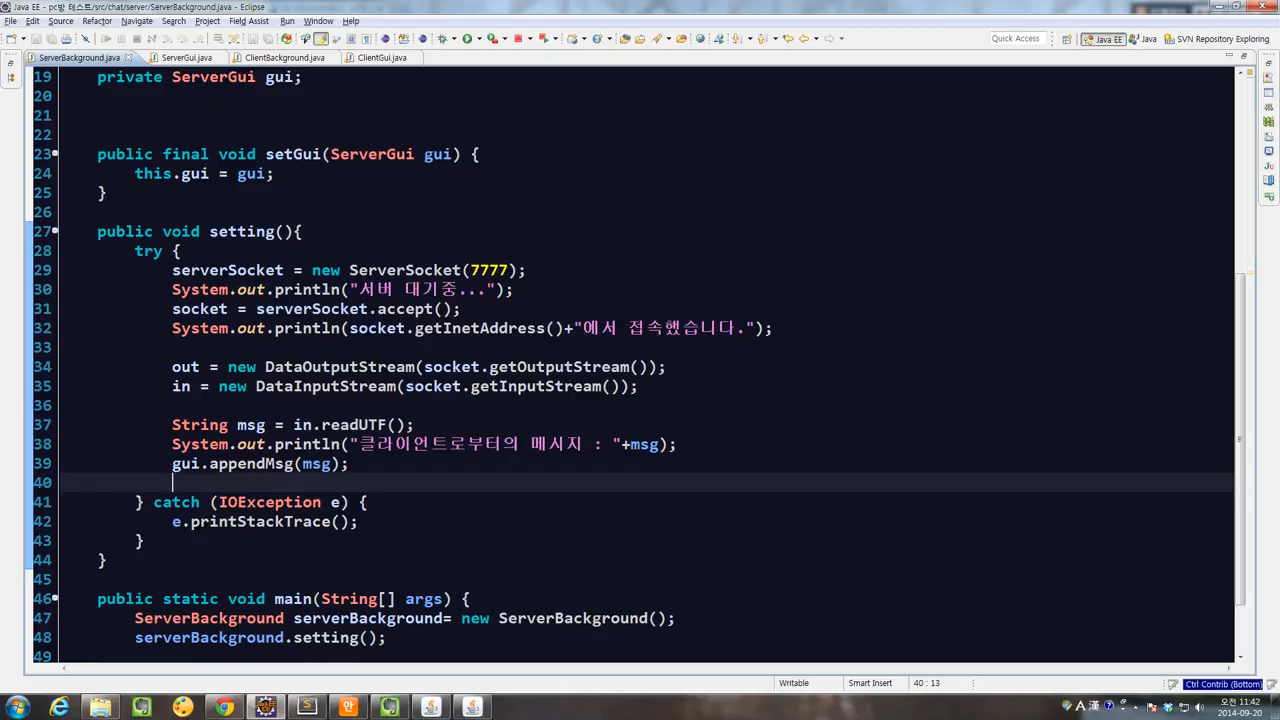 Java EE - pc방 테스트/src/chat/server/ServerBackground.java - Eclipse
File Edit Source Refactor Navigate Search Project Field Assist Run Window Help
Quick Access Java EE Java SVN Repository Exploring
ServerBackground.java ServerGui.java ClientBackground.java ClientGui.java
19 private ServerGui gui;
20
21
22
23 public final void setGui(ServerGui gui) {
24 this.gui = gui;
25 }
26
27 public void setting(){
28 try {
29 serverSocket = new ServerSocket(7777);
30 System.out.println("서버 대기중...");
31 socket = serverSocket.accept();
32 System.out.println(socket.getInetAddress()+"에서 접속했습니다.");
33
34 out = new DataOutputStream(socket.getOutputStream());
35 in = new DataInputStream(socket.getInputStream());
36
37 String msg = in.readUTF();
38 System.out.println("클라이언트로부터의 메시지 : "+msg);
39 gui.appendMsg(msg);
40
41 } catch (IOException e) {
42 e.printStackTrace();
43 }
44 }
45
46 public static void main(String[] args) {
47 ServerBackground serverBackground= new ServerBackground();
48 serverBackground.setting();
49
Writable Smart Insert 40 : 13 Ctrl Contrib (Bottom)
Java EE S 안 A 漢 오전 11:42
2014-09-20